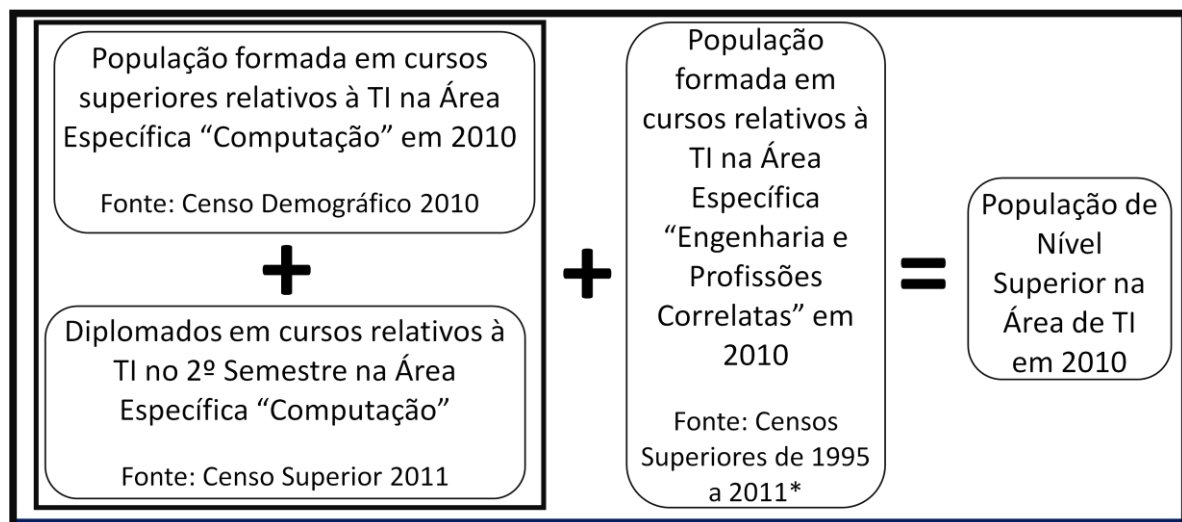 População formada em cursos
superiores relativos à TI na Área
Específica “Computação” em 2010
Fonte: Censo Demográfico 2010
+
Diplomados em cursos relativos à
TI no 2º Semestre na Área
Específica “Computação”
Fonte: Censo Superior 2011
+
População
formada em
cursos relativos à
TI na Área
Específica
“Engenharia e
Profissões
Correlatas” em
2010
Fonte: Censos
Superiores de 1995
a 2011*
=
População de
Nível
Superior na
Área de TI
em 2010